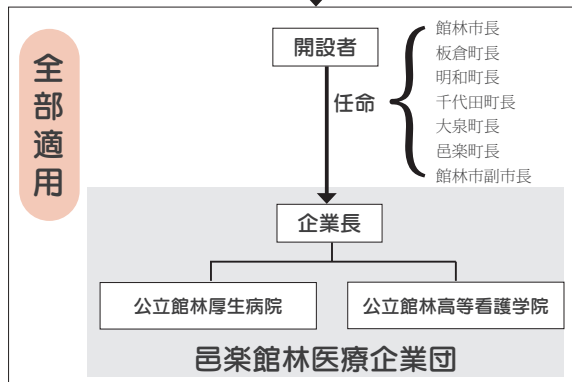 全部適用
開設者
任命
館林市長
板倉町長
明和町長
千代田町長
大泉町長
邑楽町長
館林市副市長
企業長
公立館林厚生病院
公立館林高等看護学院
邑楽館林医療企業団